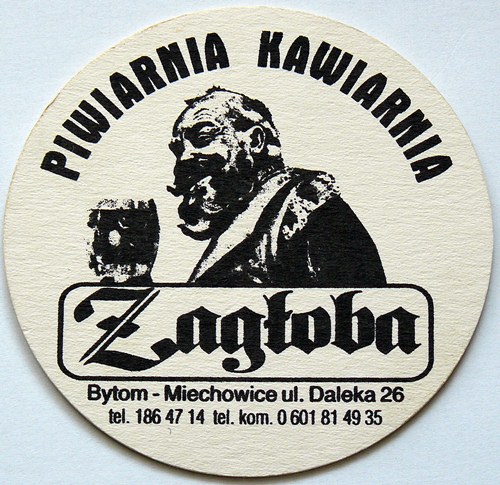 PIWIARNIA KAWIARNIA
Zagłoba
Bytom - Miechowice ul. Daleka 26
tel. 186 47 14 tel. kom. 0 601 81 49 35